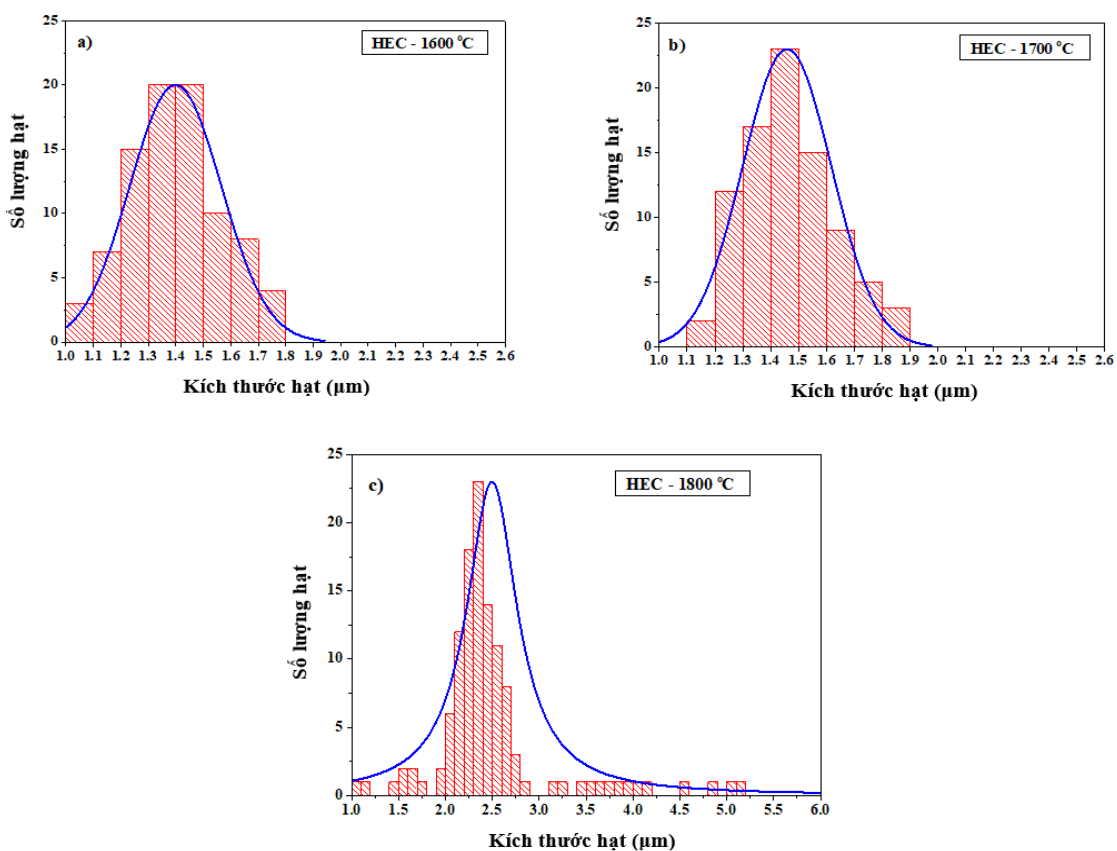 a)
HEC - 1600 °C
Số lượng hạt
25
20
15
10
5
0
1.0 1.1 1.2 1.3 1.4 1.5 1.6 1.7 1.8 1.9 2.0 2.1 2.2 2.3 2.4 2.5 2.6
Kích thước hạt (µm)
b)
HEC - 1700 °C
Số lượng hạt
25
20
15
10
5
0
1.0 1.1 1.2 1.3 1.4 1.5 1.6 1.7 1.8 1.9 2.0 2.1 2.2 2.3 2.4 2.5 2.6
Kích thước hạt (µm)
c)
HEC - 1800 °C
Số lượng hạt
25
20
15
10
5
0
1.0 1.5 2.0 2.5 3.0 3.5 4.0 4.5 5.0 5.5 6.0
Kích thước hạt (µm)